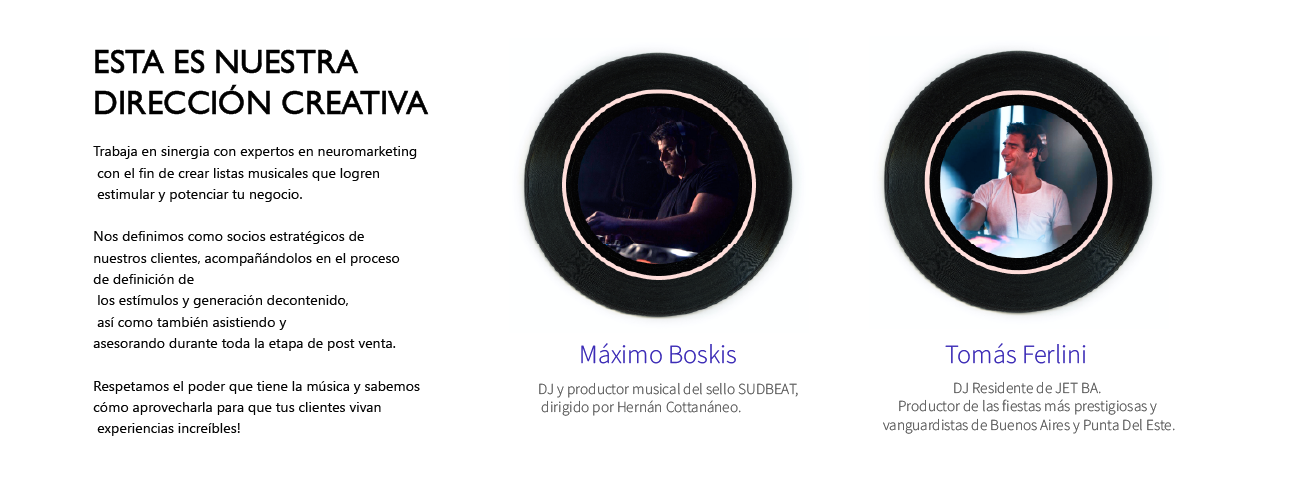 ESTA ES NUESTRA
DIRECCIÓN CREATIVA
Trabaja en sinergia con expertos en neuromarketing
con el fin de crear listas musicales que logren
estimular y potenciar tu negocio.
Nos definimos como socios estratégicos de
nuestros clientes, acompañándolos en el proceso
de definición de
los estímulos y generación decontenido,
así como también asistiendo y
asesorando durante toda la etapa de post venta.
Respetamos el poder que tiene la música y sabemos
cómo aprovecharla para que tus clientes vivan
experiencias increíbles!
Máximo Boskis
DJ y productor musical del sello SUDBEAT,
dirigido por Hernán Cottanáneo.
Tomás Ferlini
DJ Residente de JET BA.
Productor de las fiestas más prestigiosas y
vanguardistas de Buenos Aires y Punta Del Este.